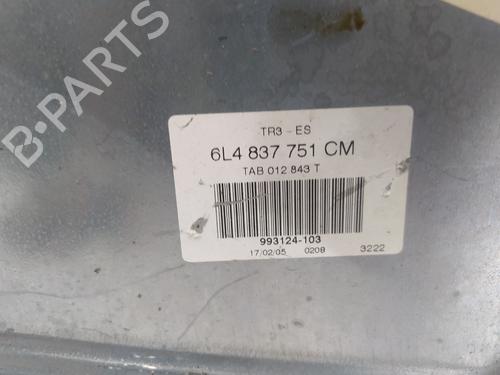 B-PARTS
TR3 - ES
6L4 837 751 CM
TAB 012 843 T
993124-103
17/02/05 0208 3222